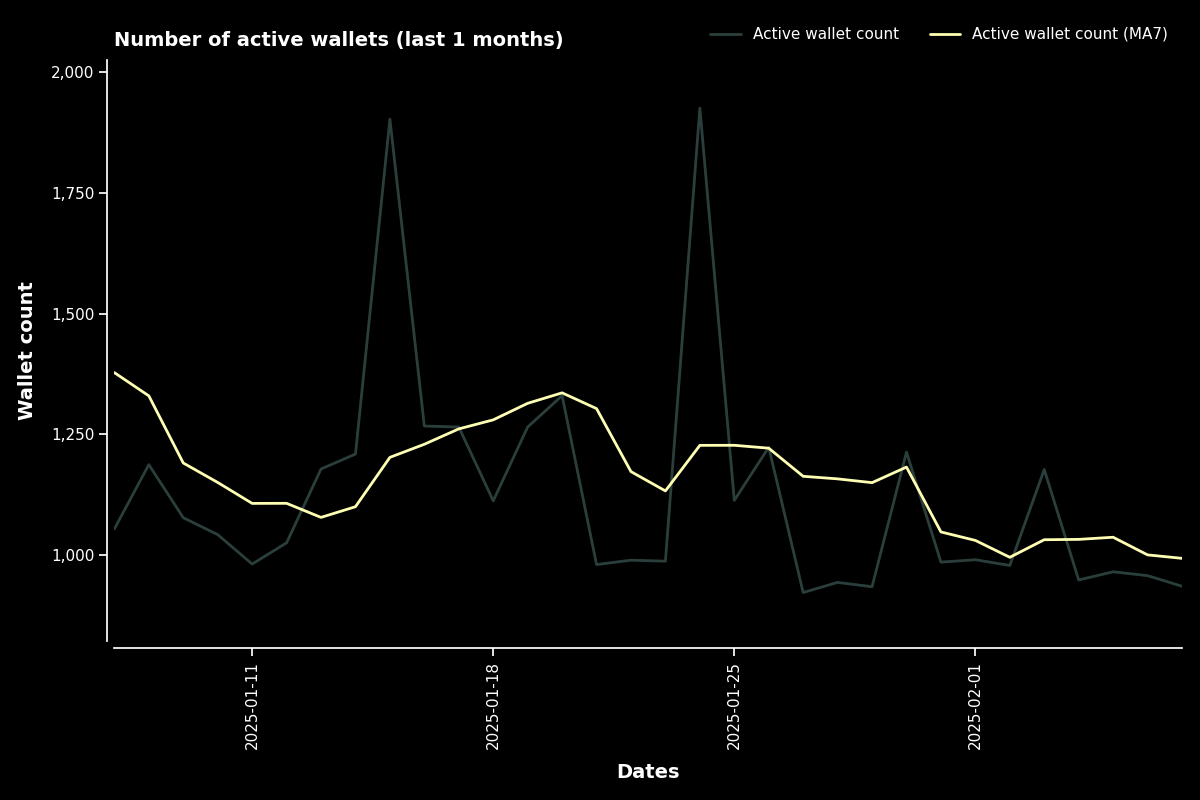 Number of active wallets (last 1 months)
Active wallet count
Active wallet count (MA7)
Wallet count
2,000
1,750
1,500
1,250
1,000
2025-01-11
2025-01-18
2025-01-25
2025-02-01
Dates